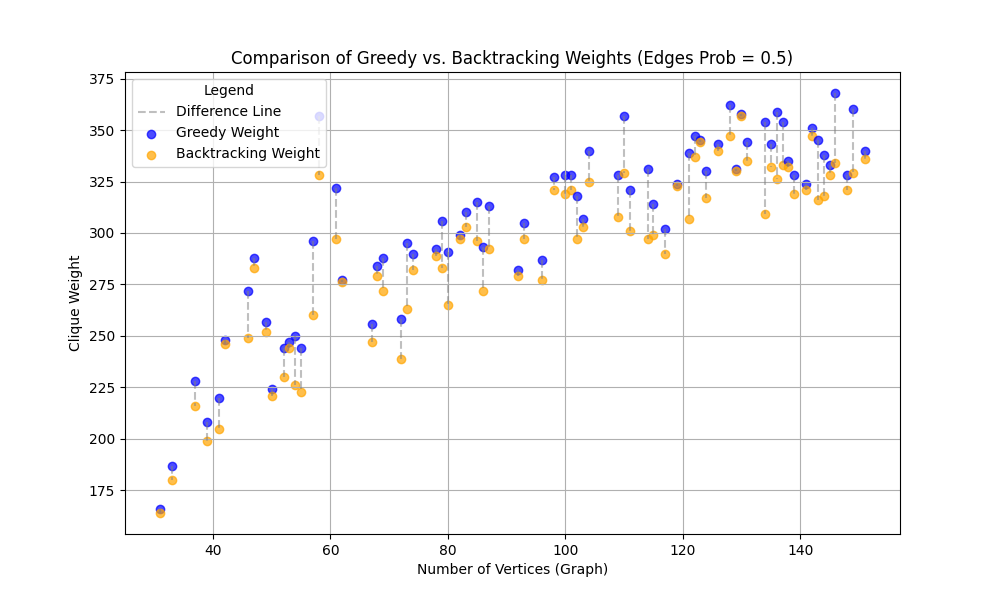 Comparison of Greedy vs. Backtracking Weights (Edges Prob = 0.5)
Legend
Difference Line
Greedy Weight
Backtracking Weight
Clique Weight
375
350
325
300
275
250
225
200
175
40 60 80 100 120 140
Number of Vertices (Graph)